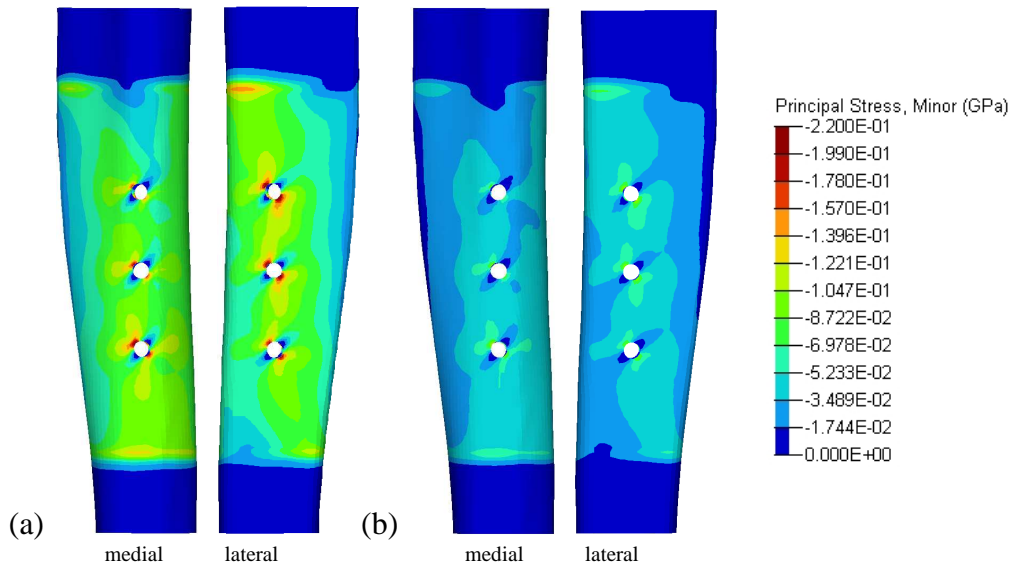 Principal Stress, Minor (GPa)
-2.200E-01
-1.990E-01
-1.780E-01
-1.570E-01
-1.396E-01
-1.221E-01
-1.047E-01
-8.722E-02
-6.978E-02
-5.233E-02
-3.489E-02
-1.744E-02
0.000E+00
(a)
(b)
medial
lateral
medial
lateral